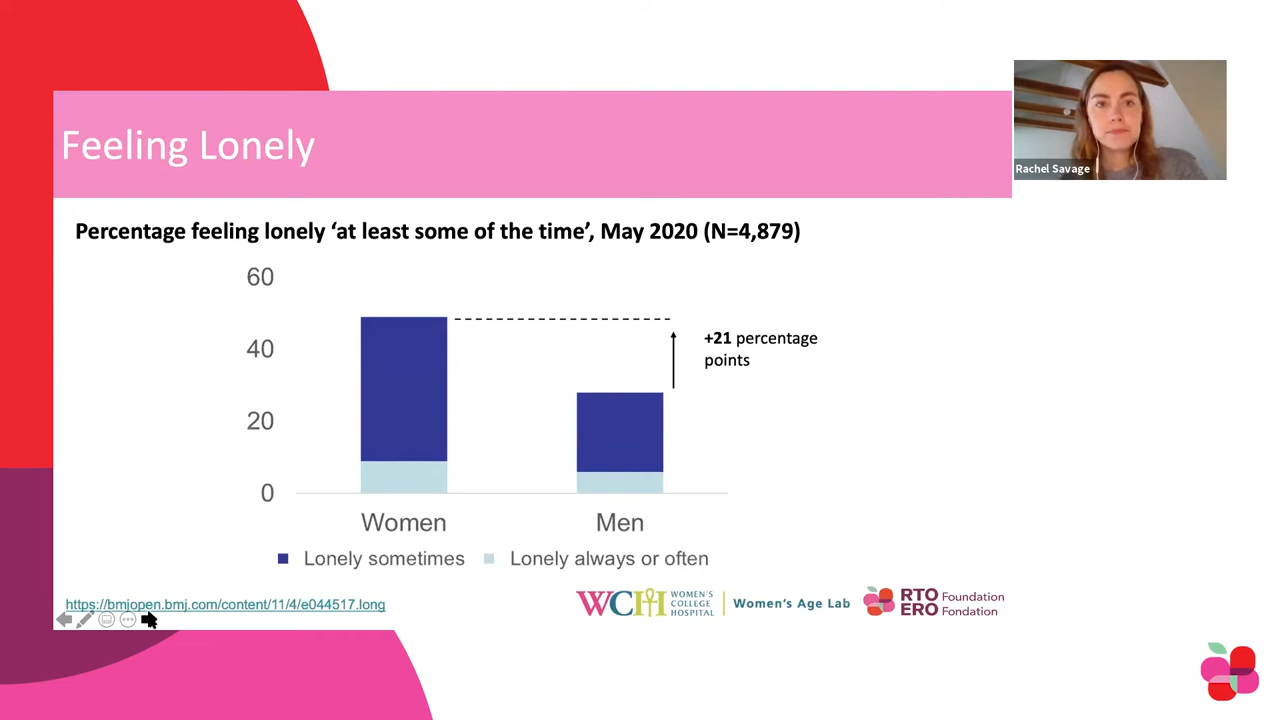 Feeling Lonely
Rachel Savage
Percentage feeling lonely ‘at least some of the time’, May 2020 (N=4,879)
60
40
20
0
+21 percentage
points
Women
Men
Lonely sometimes
Lonely always or often
https://bmjopen.bmj.com/content/11/4/e044517.long
WCH
WOMEN'S
COLLEGE
HOSPITAL
Women's Age Lab
RTO Foundation
ERO Fondation